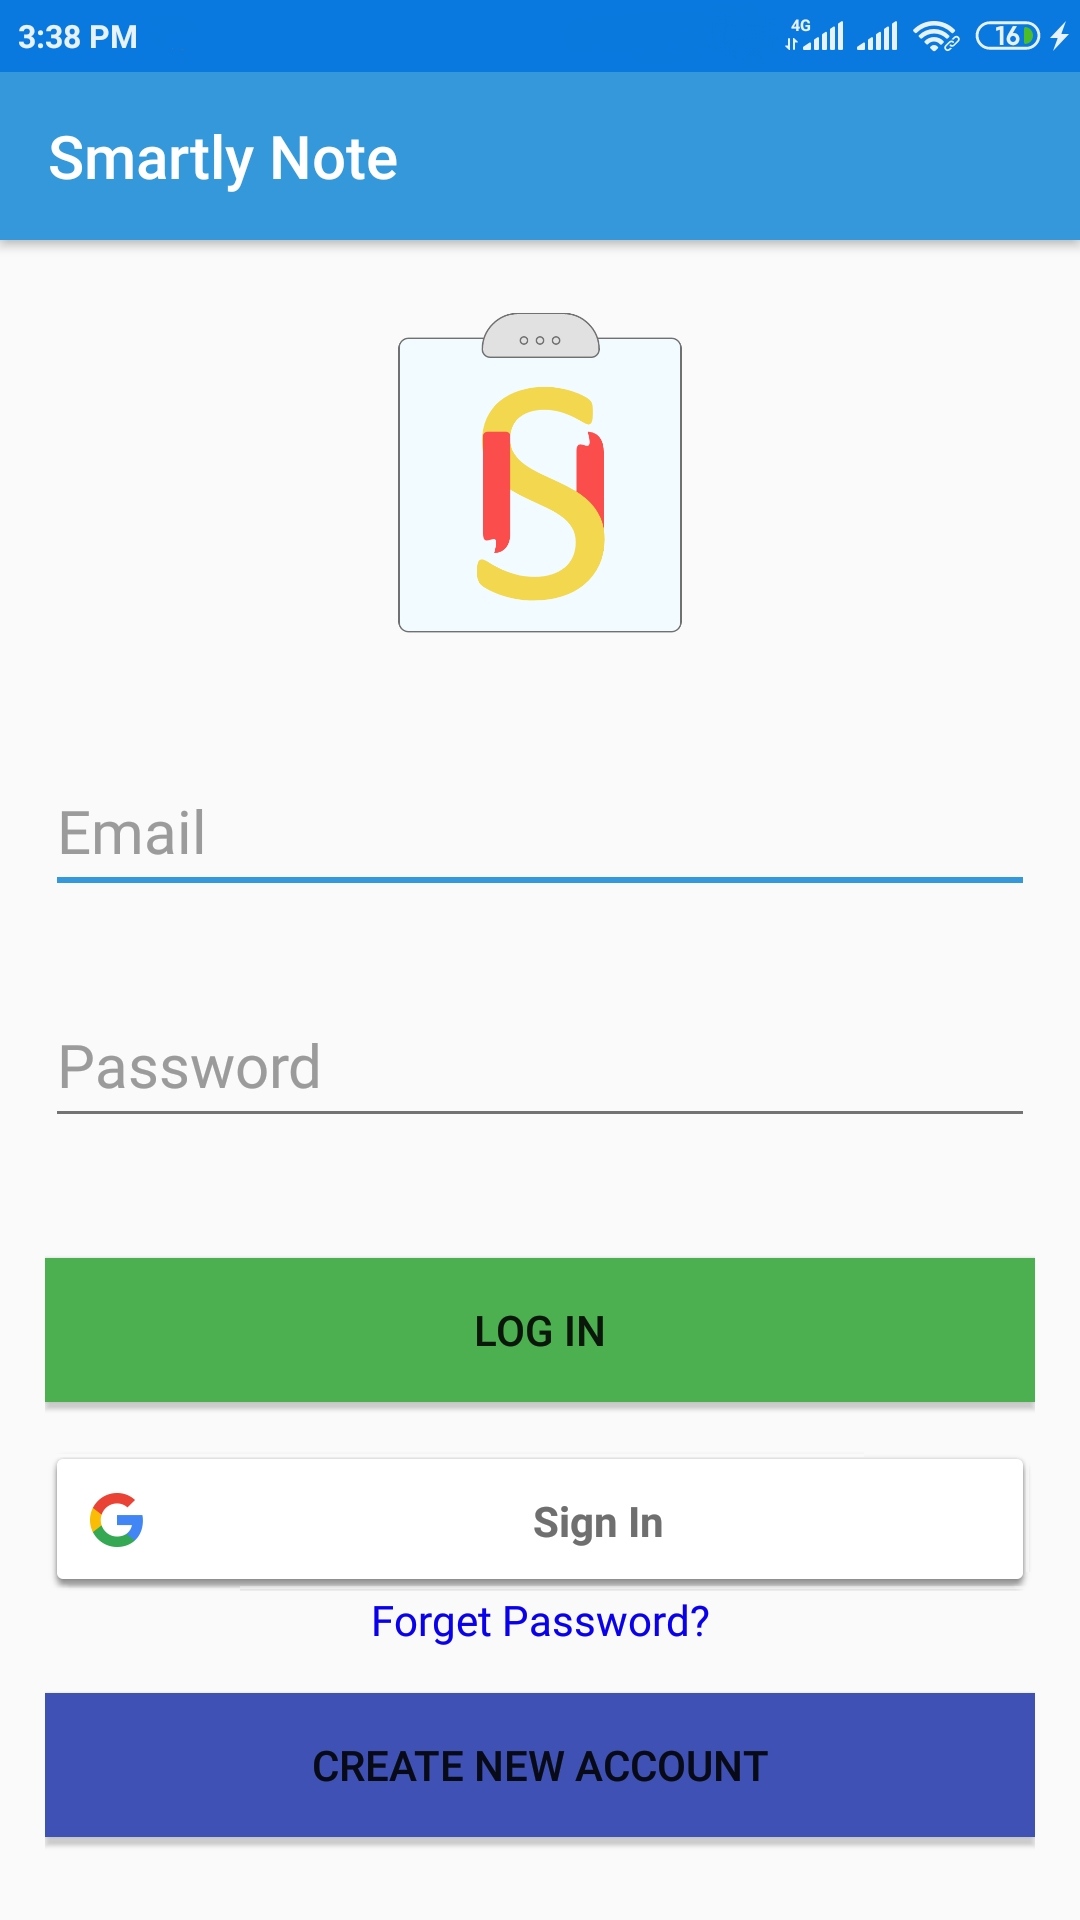 3:38 PM 4G 16
Smartly Note
Email
Password
LOG IN
Sign In
Forget Password?
CREATE NEW ACCOUNT